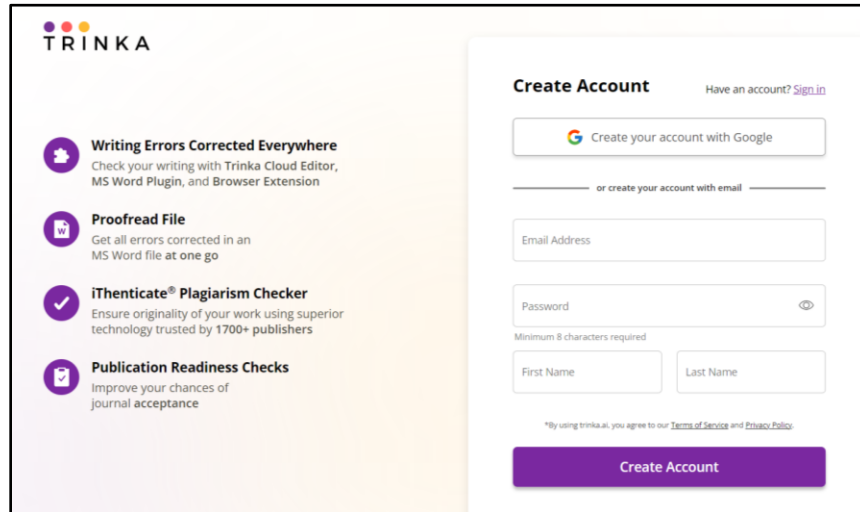 TRINKA
Writing Errors Corrected Everywhere
Check your writing with Trinka Cloud Editor,
MS Word Plugin, and Browser Extension
Proofread File
Get all errors corrected in an
MS Word file at one go
iThenticate® Plagiarism Checker
Ensure originality of your work using superior
technology trusted by 1700+ publishers
Publication Readiness Checks
Improve your chances of
journal acceptance
Create Account
Have an account? Sign in
Create your account with Google
or create your account with email
Email Address
Password
Minimum 8 characters required
First Name
Last Name
*By using trinka.ai, you agree to our Terms of Service and Privacy Policy.
Create Account